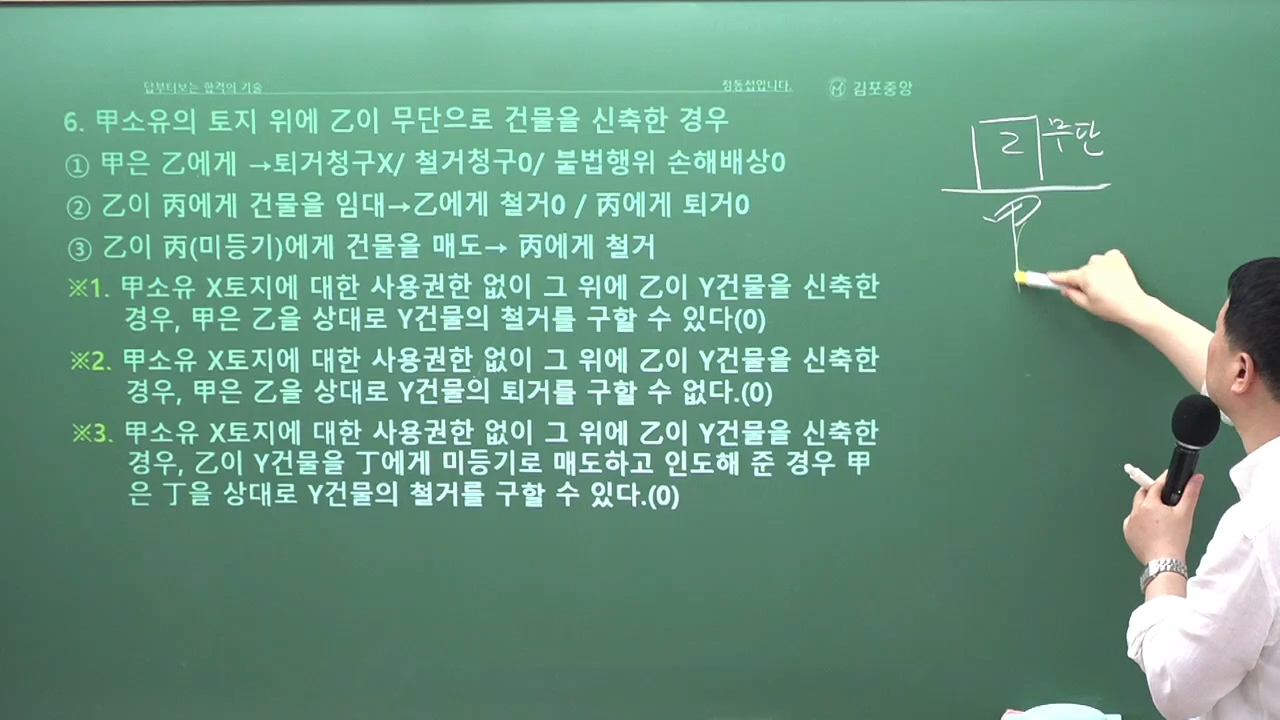 답부터보는 합격의 기술
정동섭입니다.
김포중앙
6. 甲소유의 토지 위에 乙이 무단으로 건물을 신축한 경우
① 甲은 乙에게 →퇴거청구X/ 철거청구0/ 불법행위 손해배상0
② 乙이 丙에게 건물을 임대→乙에게 철거0 / 丙에게 퇴거0
③ 乙이 丙(미등기)에게 건물을 매도→ 丙에게 철거
※1. 甲소유 X토지에 대한 사용권한 없이 그 위에 乙이 Y건물을 신축한
경우, 甲은 乙을 상대로 Y건물의 철거를 구할 수 있다(0)
※2. 甲소유 X토지에 대한 사용권한 없이 그 위에 乙이 Y건물을 신축한
경우, 甲은 乙을 상대로 Y건물의 퇴거를 구할 수 없다.(0)
※3. 甲소유 X토지에 대한 사용권한 없이 그 위에 乙이 Y건물을 신축한
경우, 乙이 Y건물을 丁에게 미등기로 매도하고 인도해 준 경우 甲
은 丁을 상대로 Y건물의 철거를 구할 수 있다.(0)
乙 무단
甲